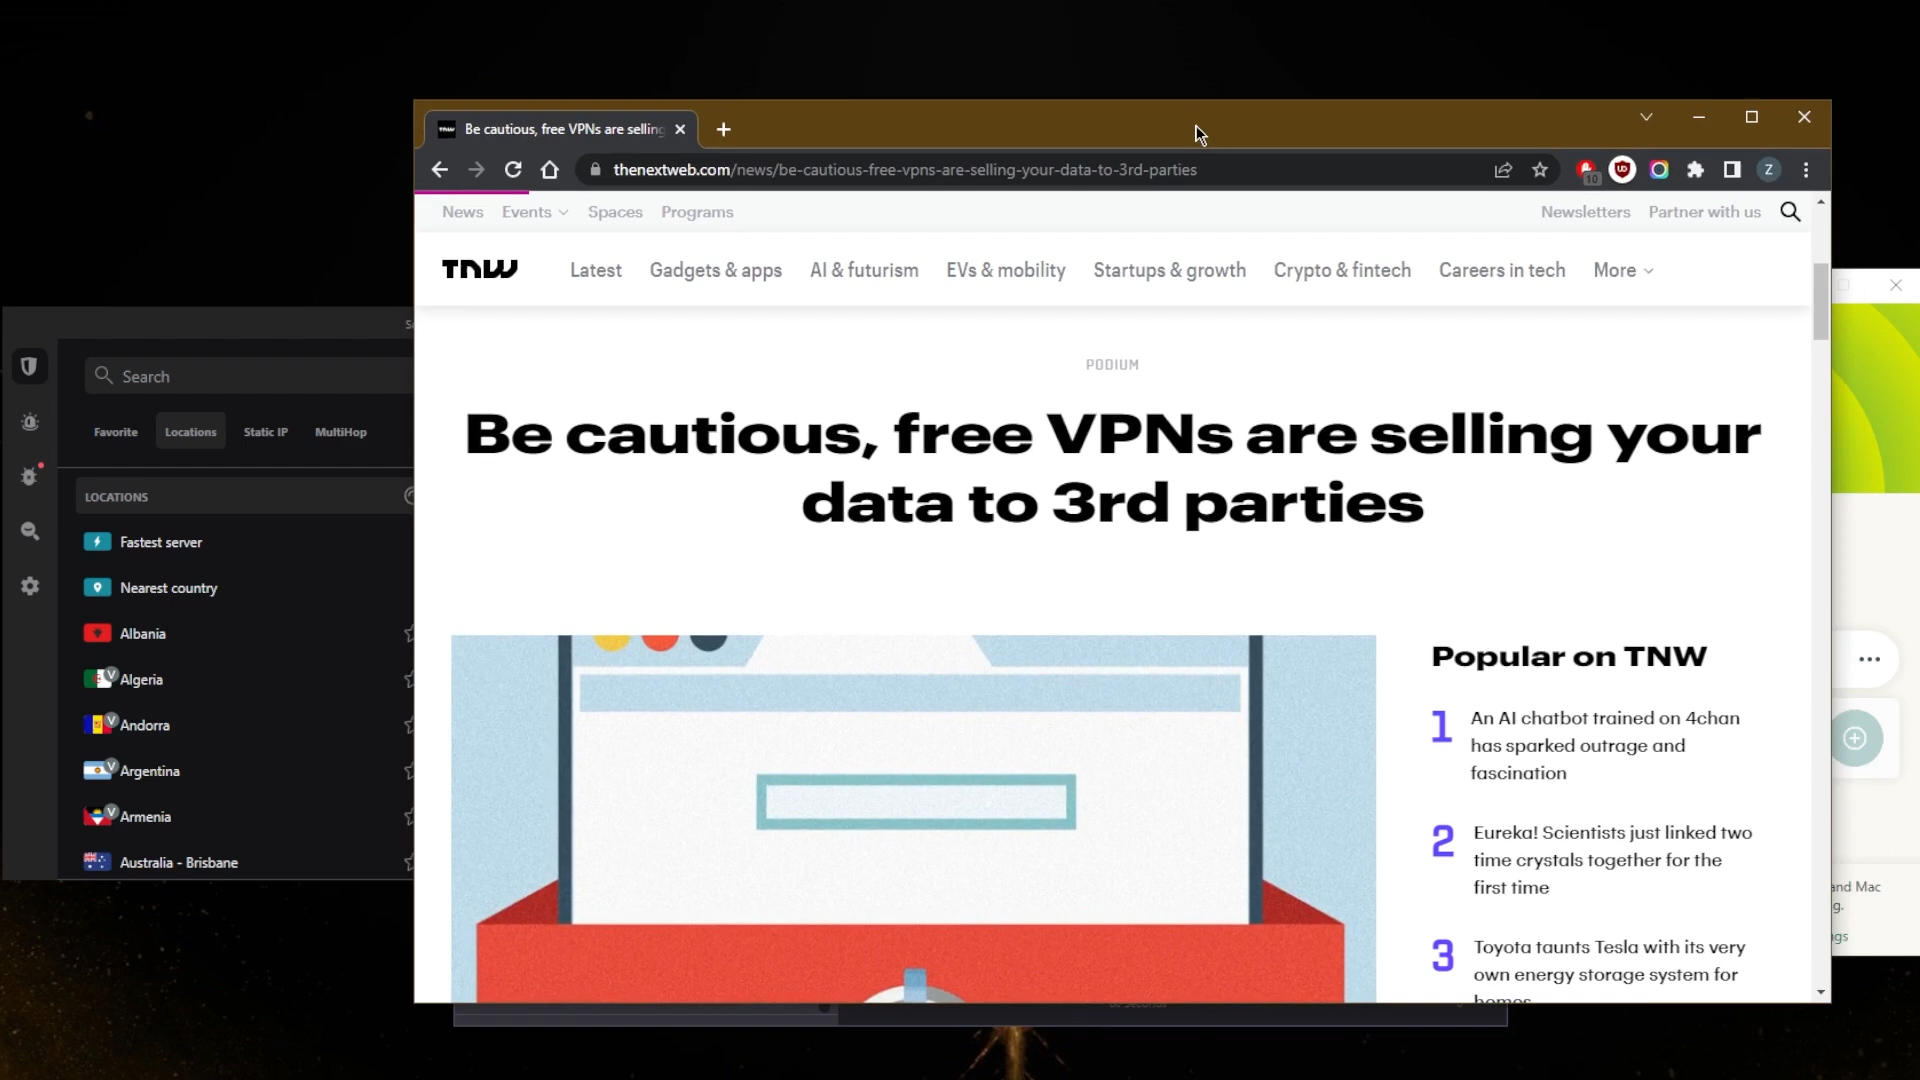 Be cautious, free VPNs are selling
thenextweb.com/news/be-cautious-free-vpns-are-selling-your-data-to-3rd-parties
10
Z
News Events Spaces Programs
Newsletters Partner with us
TNW
Latest Gadgets & apps AI & futurism EVs & mobility Startups & growth Crypto & fintech Careers in tech More
PODIUM
Be cautious, free VPNs are selling your
data to 3rd parties
Popular on TNW
1 An AI chatbot trained on 4chan
has sparked outrage and
fascination
2 Eureka! Scientists just linked two
time crystals together for the
first time
3 Toyota taunts Tesla with its very
own energy storage system for
homes
Search
Favorite Locations Static IP MultiHop
LOCATIONS
Fastest server
Nearest country
Albania
V Algeria
V Andorra
V Argentina
V Armenia
Australia - Brisbane
and Mac